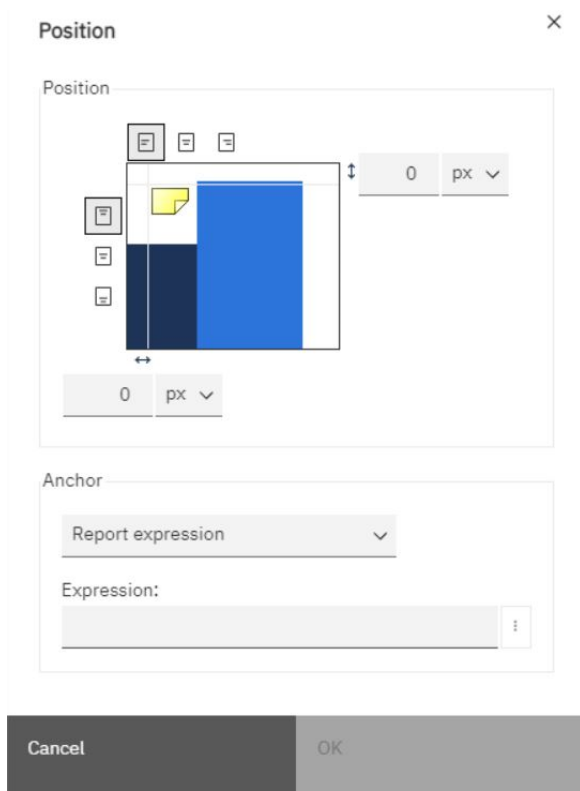 Position
Position
0 px
0 px
Anchor
Report expression
Expression:
Cancel
OK